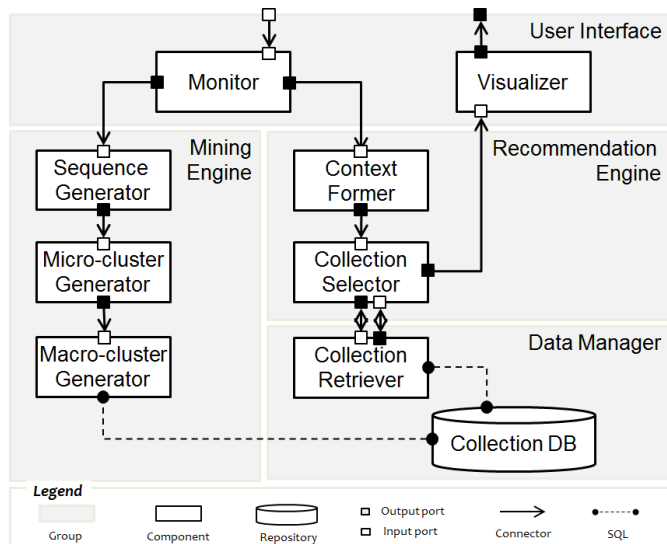 User Interface
Monitor
Visualizer
Mining
Engine
Recommendation
Engine
Sequence
Generator
Context
Former
Micro-cluster
Generator
Collection
Selector
Data Manager
Macro-cluster
Generator
Collection
Retriever
Collection DB
Legend
Group
Component
Repository
Output port
Input port
Connector
SQL